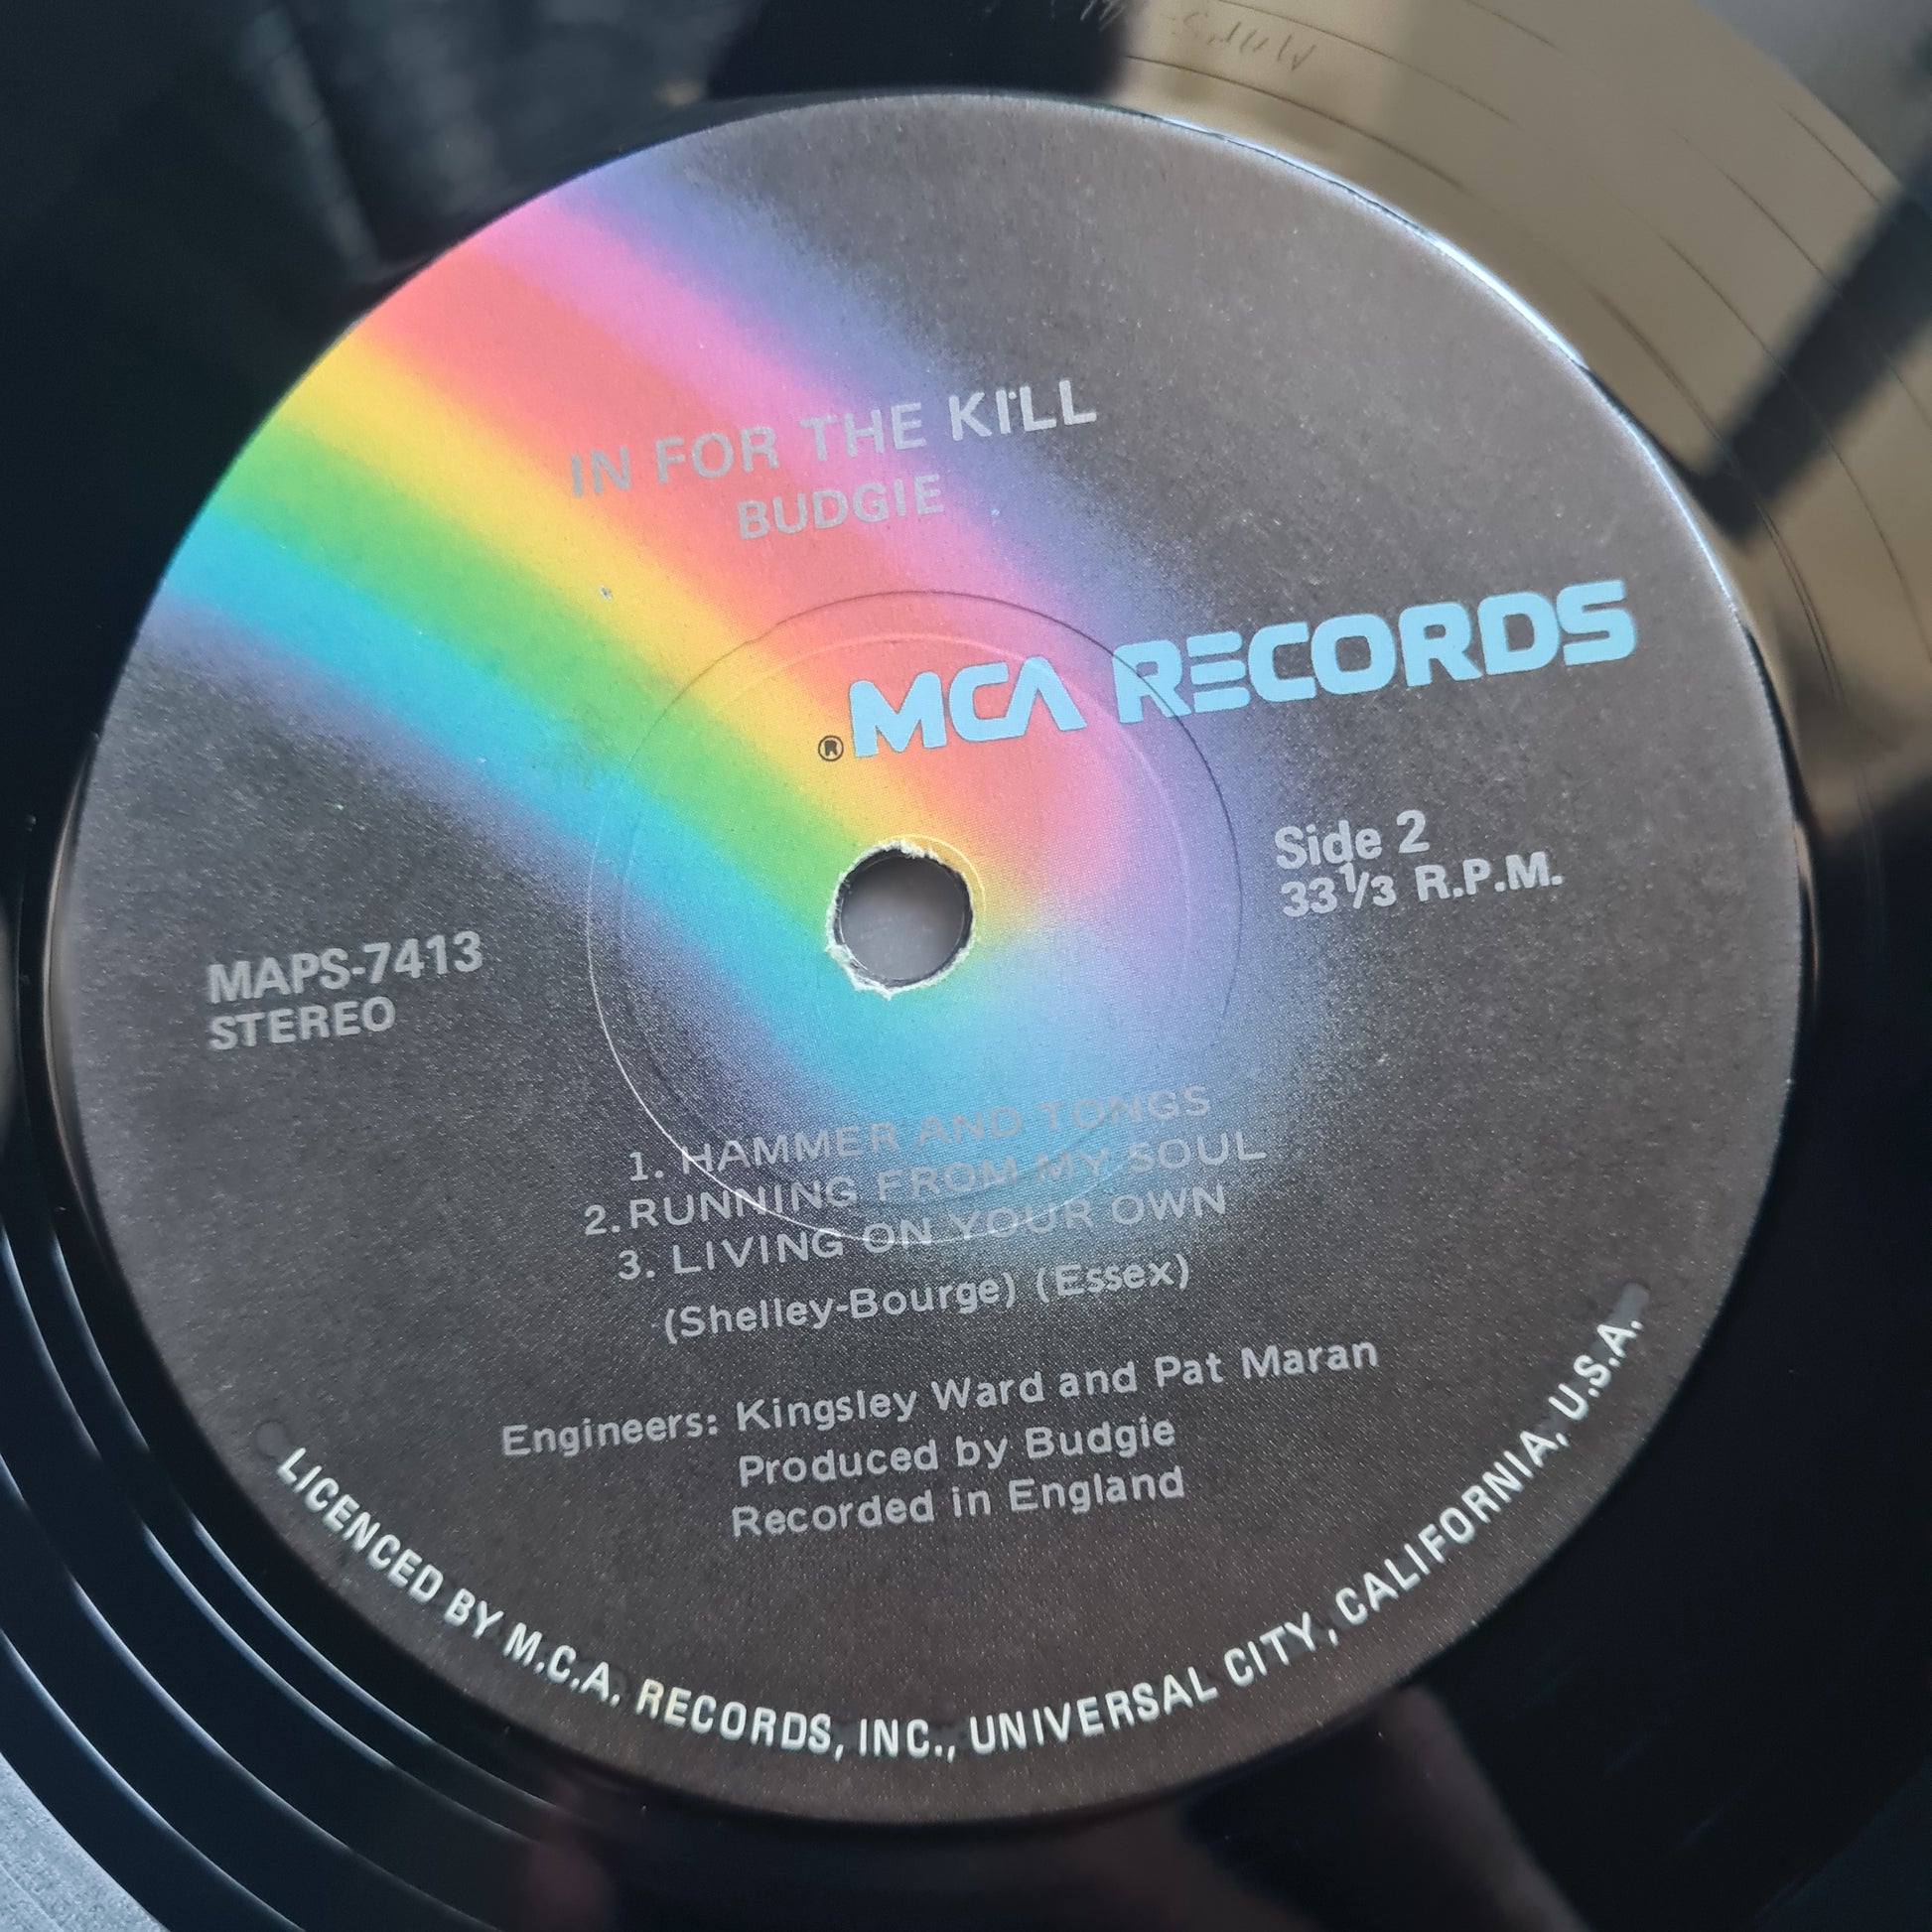 IN FOR THE KILL
BUDGIE
® MCA RECORDS
Side 2
33 1/3 R.P.M.
MAPS-7413
STEREO
1. HAMMER AND TONGS
2. RUNNING FROM MY SOUL
3. LIVING ON YOUR OWN
(Shelley-Bourge) (Essex)
Engineers: Kingsley Ward and Pat Maran
Produced by Budgie
Recorded in England
LICENCED BY M.C.A. RECORDS, INC., UNIVERSAL CITY, CALIFORNIA, U.S.A.